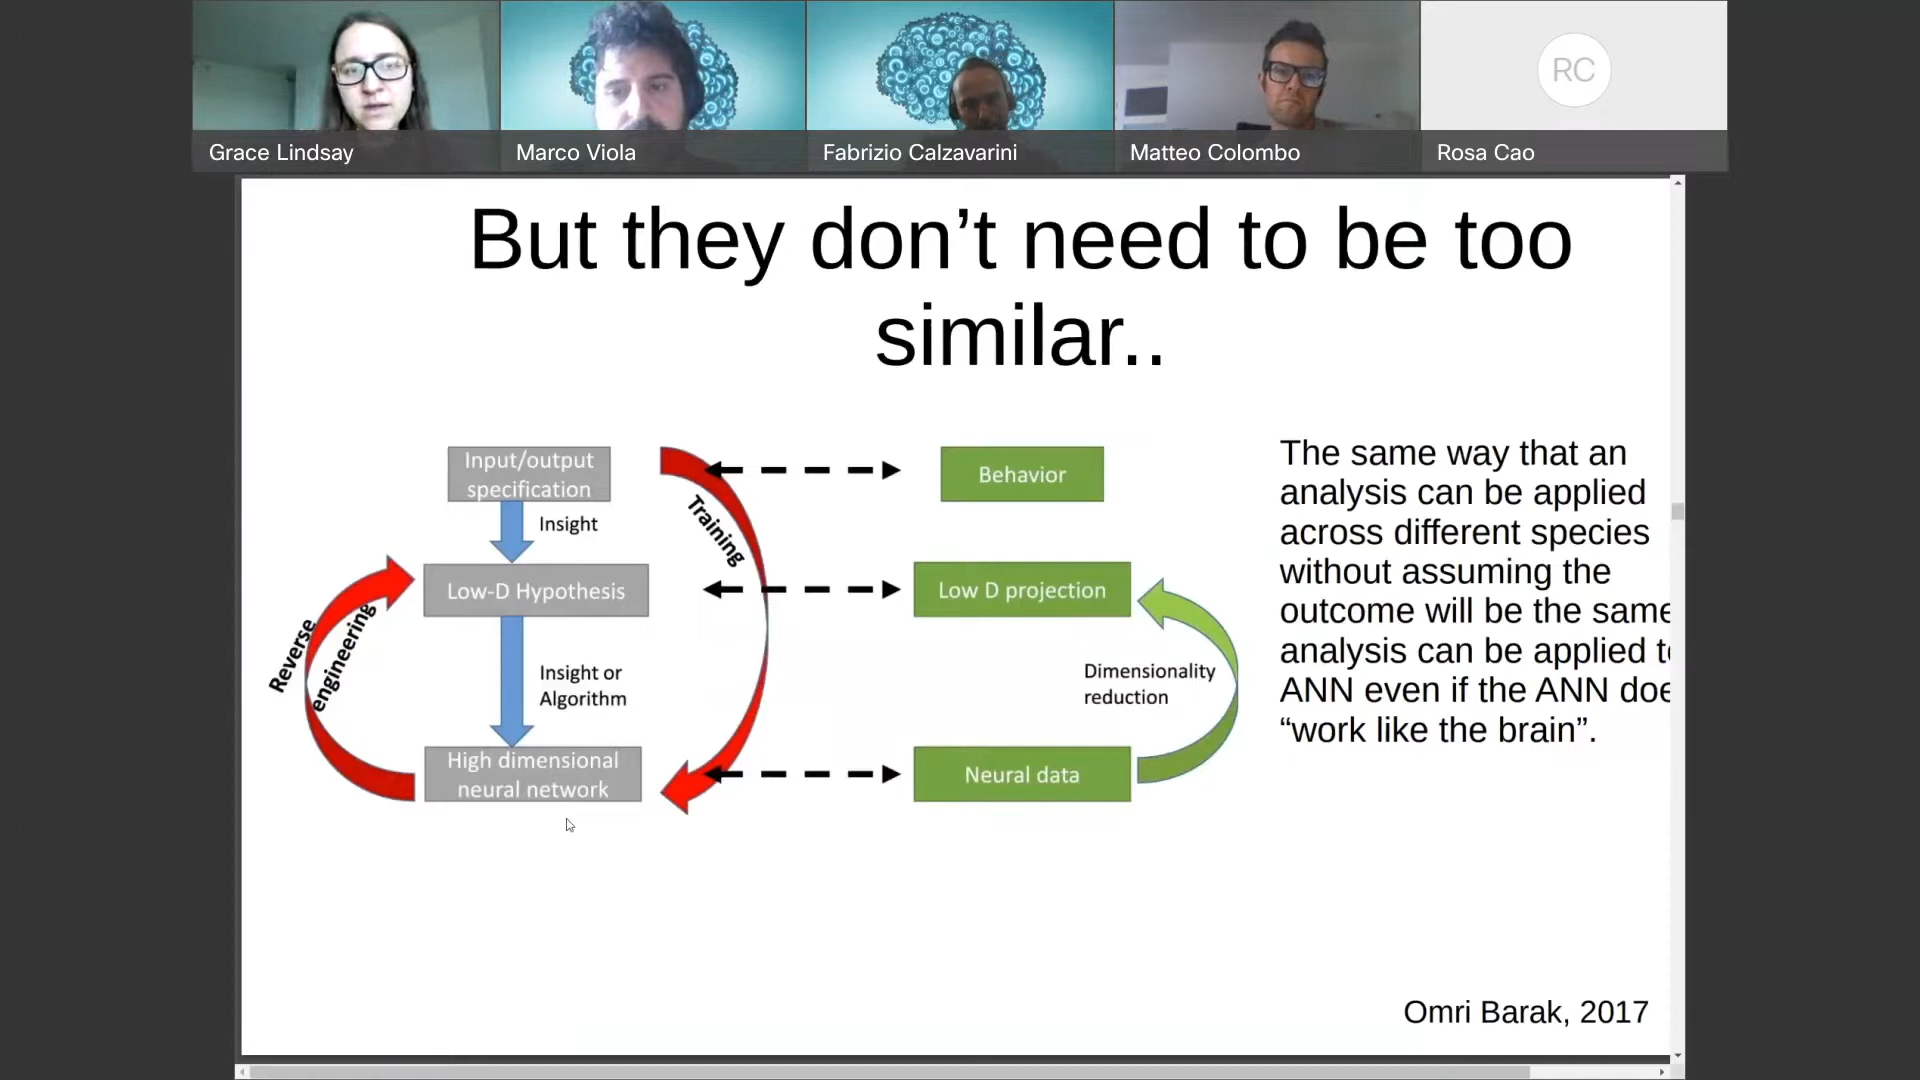 Grace Lindsay
Marco Viola
Fabrizio Calzavarini
Matteo Colombo
RC
Rosa Cao
But they don’t need to be too
similar..
Input/output
specification
Insight
Low-D Hypothesis
Insight or
Algorithm
High dimensional
neural network
Reverse
engineering
Training
Behavior
Low D projection
Dimensionality
reduction
Neural data
The same way that an
analysis can be applied
across different species
without assuming the
outcome will be the same
analysis can be applied
ANN even if the ANN
“work like the brain”.
Omri Barak, 2017